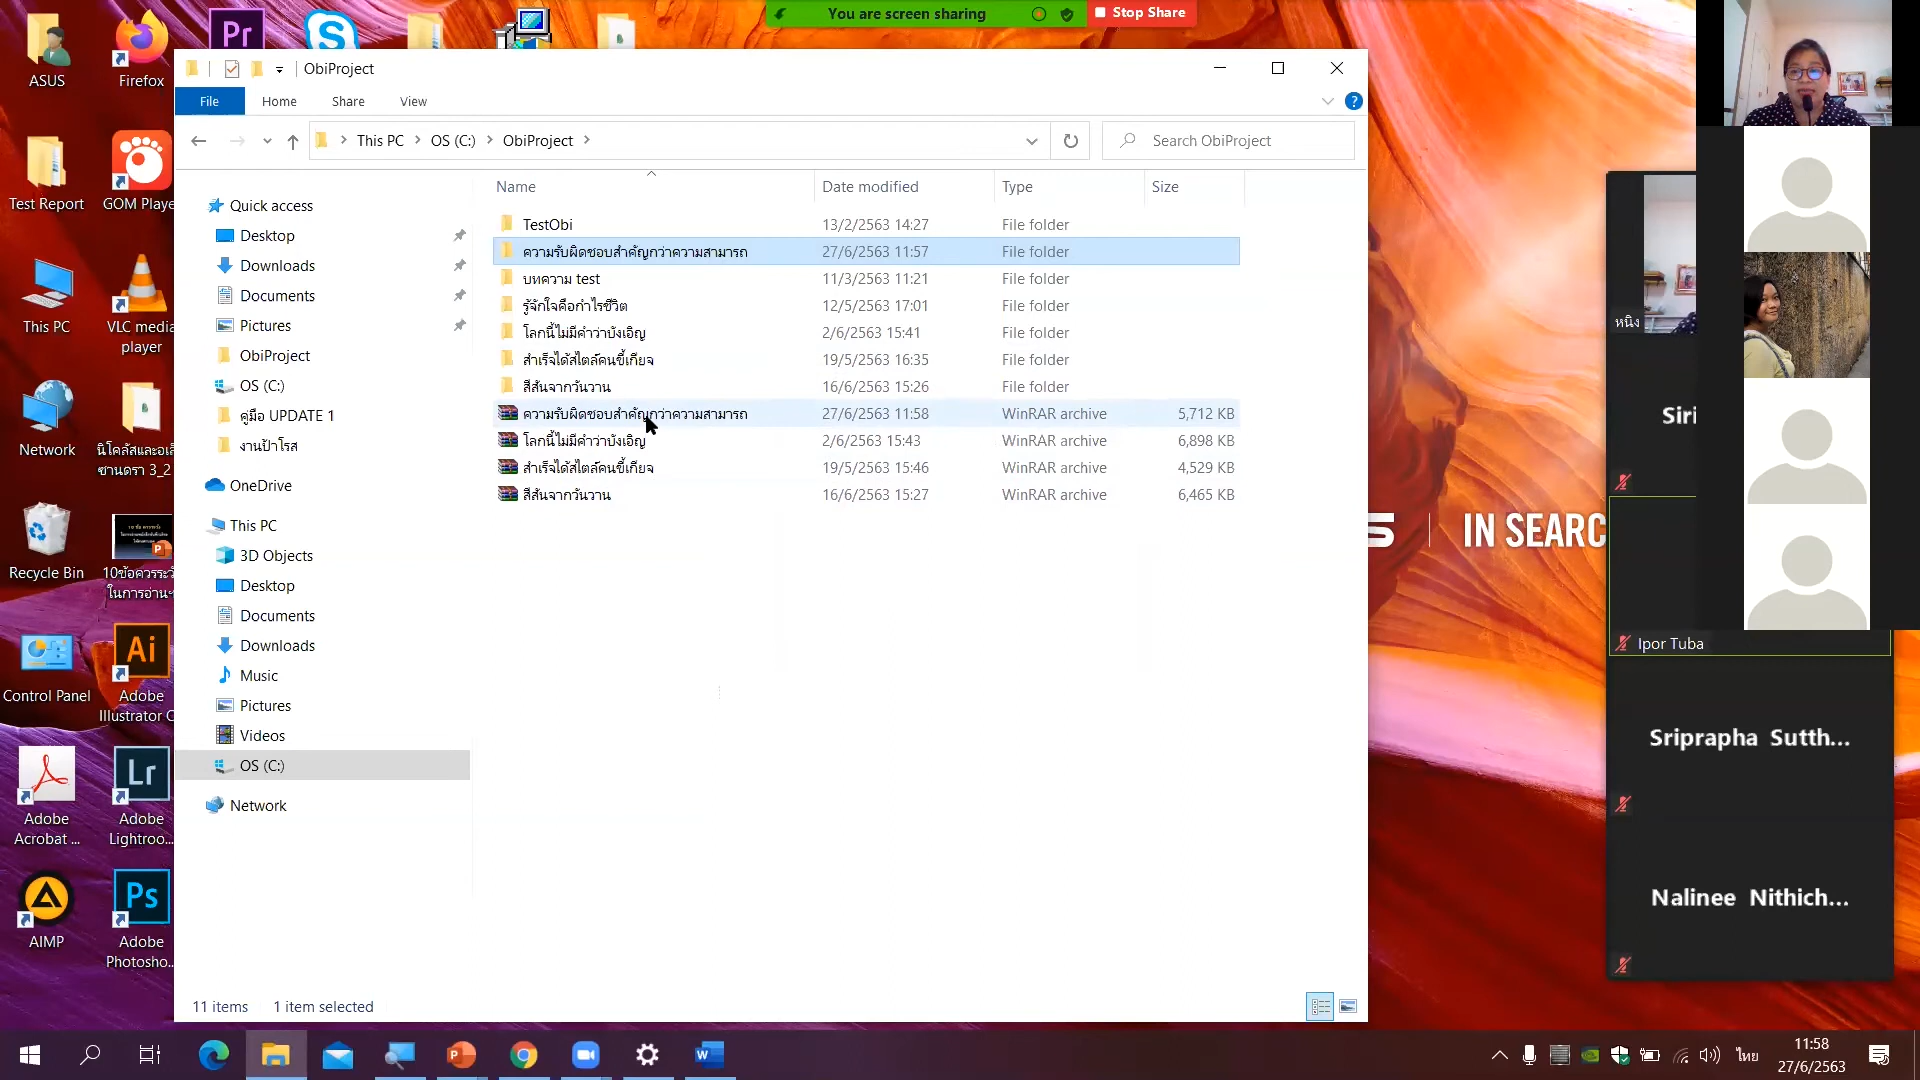 You are screen sharing
Stop Share
ASUS
Firefox
Test Report
GOM Playe
This PC
VLC media
player
Network
นิโคลัสและอเล็
ซานดรา 3_2
Recycle Bin
10ข้อควรระวั
ในการอ่านห
Control Panel
Adobe
Illustrator C
Adobe
Acrobat ...
Adobe
Lightroo...
AIMP
Adobe
Photosho...
Pr
Ai
Lr
Ps
ObiProject
File
Home
Share
View
This PC
OS (C:)
ObiProject
Search ObiProject
Quick access
Desktop
Downloads
Documents
Pictures
ObiProject
OS (C:)
คู่มือ UPDATE 1
งานป้าโรส
OneDrive
This PC
3D Objects
Desktop
Documents
Downloads
Music
Pictures
Videos
OS (C:)
Network
Name Date modified Type Size
TestObi 13/2/2563 14:27 File folder
ความรับผิดชอบสำคัญกว่าความสามารถ 27/6/2563 11:57 File folder
บทความ test 11/3/2563 11:21 File folder
รู้จักใจคือกำไรชีวิต 12/5/2563 17:01 File folder
โลกนี้ไม่มีคำว่าบังเอิญ 2/6/2563 15:41 File folder
สำเร็จได้สไตล์คนขี้เกียจ 19/5/2563 16:35 File folder
สีสันจากวันวาน 16/6/2563 15:26 File folder
ความรับผิดชอบสำคัญกว่าความสามารถ 27/6/2563 11:58 WinRAR archive 5,712 KB
โลกนี้ไม่มีคำว่าบังเอิญ 2/6/2563 15:43 WinRAR archive 6,898 KB
สำเร็จได้สไตล์คนขี้เกียจ 19/5/2563 15:46 WinRAR archive 4,529 KB
สีสันจากวันวาน 16/6/2563 15:27 WinRAR archive 6,465 KB
11 items 1 item selected
IN SEARC
หนิง
Siri
Ipor Tuba
Sriprapha Sutth...
Nalinee Nithich...
ไทย
11:58
27/6/2563